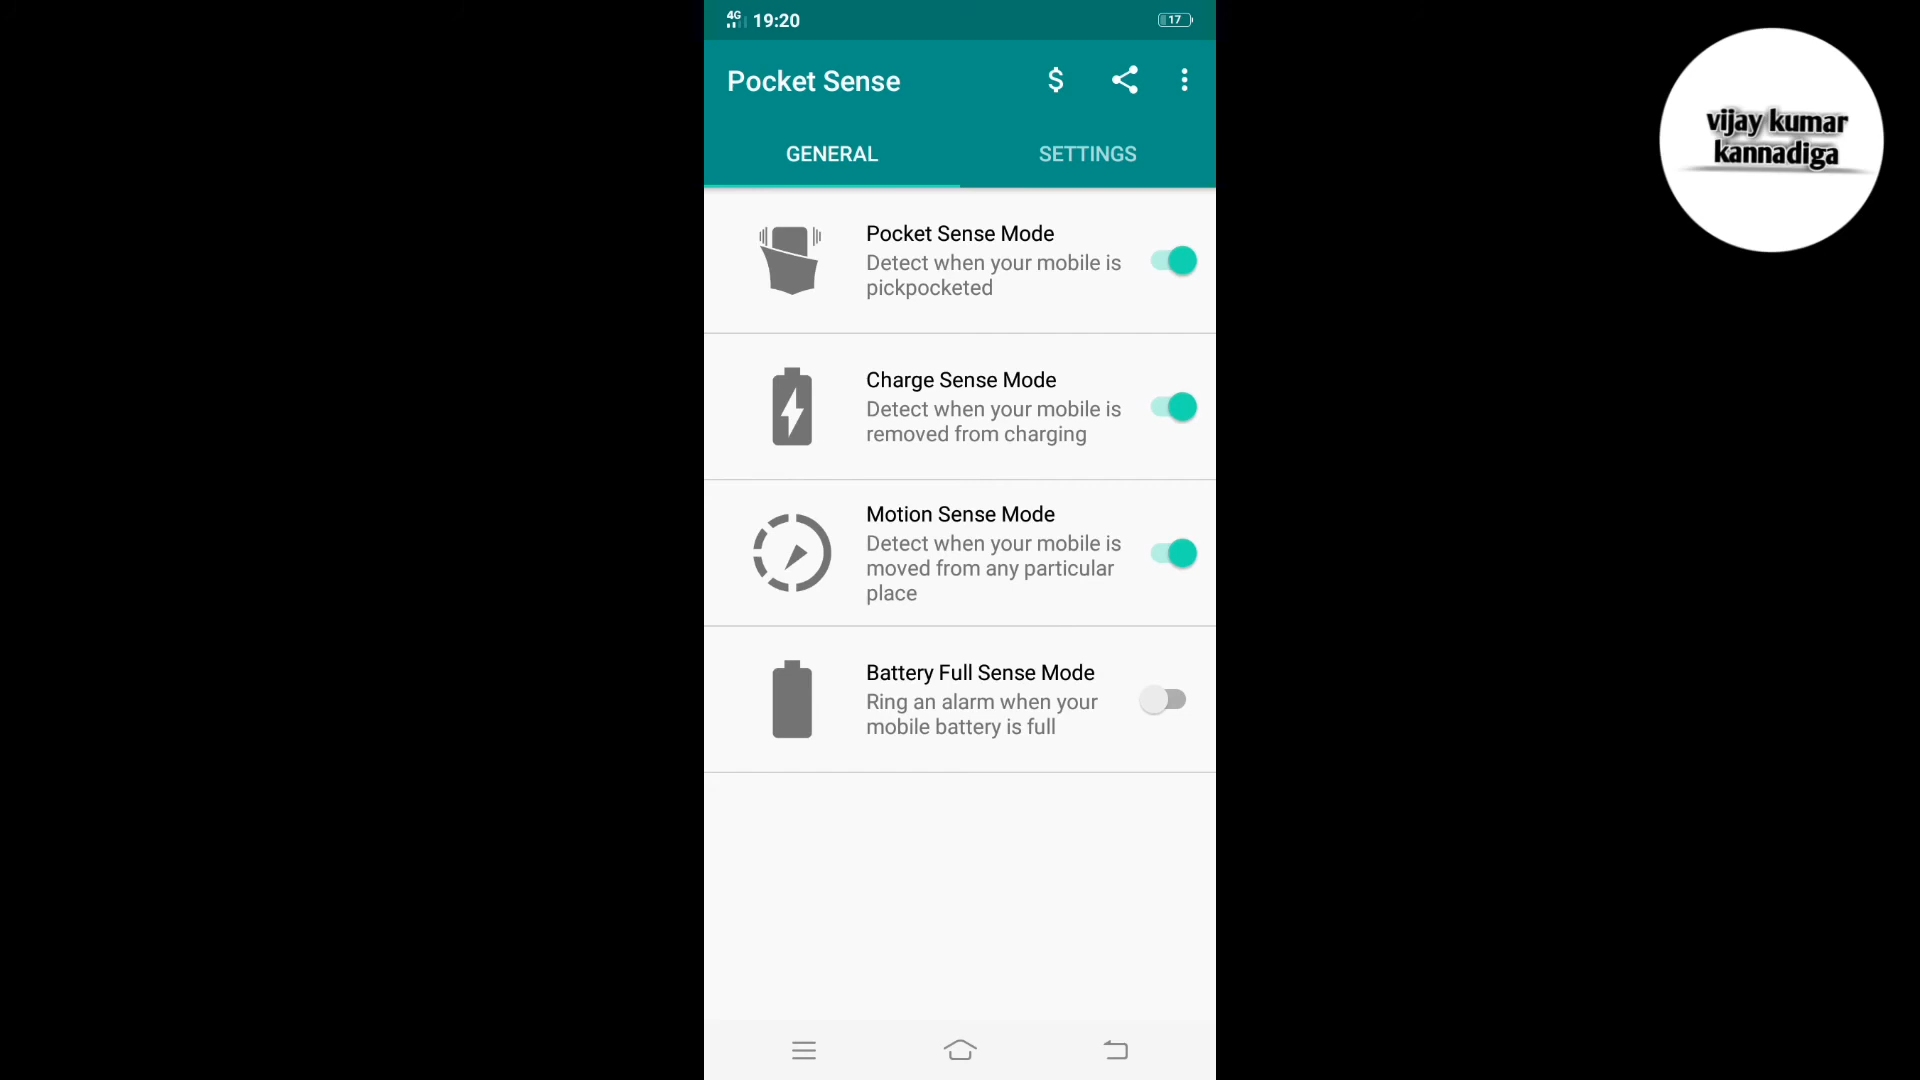 4G 19:20 17
Pocket Sense $
GENERAL SETTINGS
Pocket Sense Mode
Detect when your mobile is
pickpocketed
Charge Sense Mode
Detect when your mobile is
removed from charging
Motion Sense Mode
Detect when your mobile is
moved from any particular
place
Battery Full Sense Mode
Ring an alarm when your
mobile battery is full
vijay kumar
kannadiga